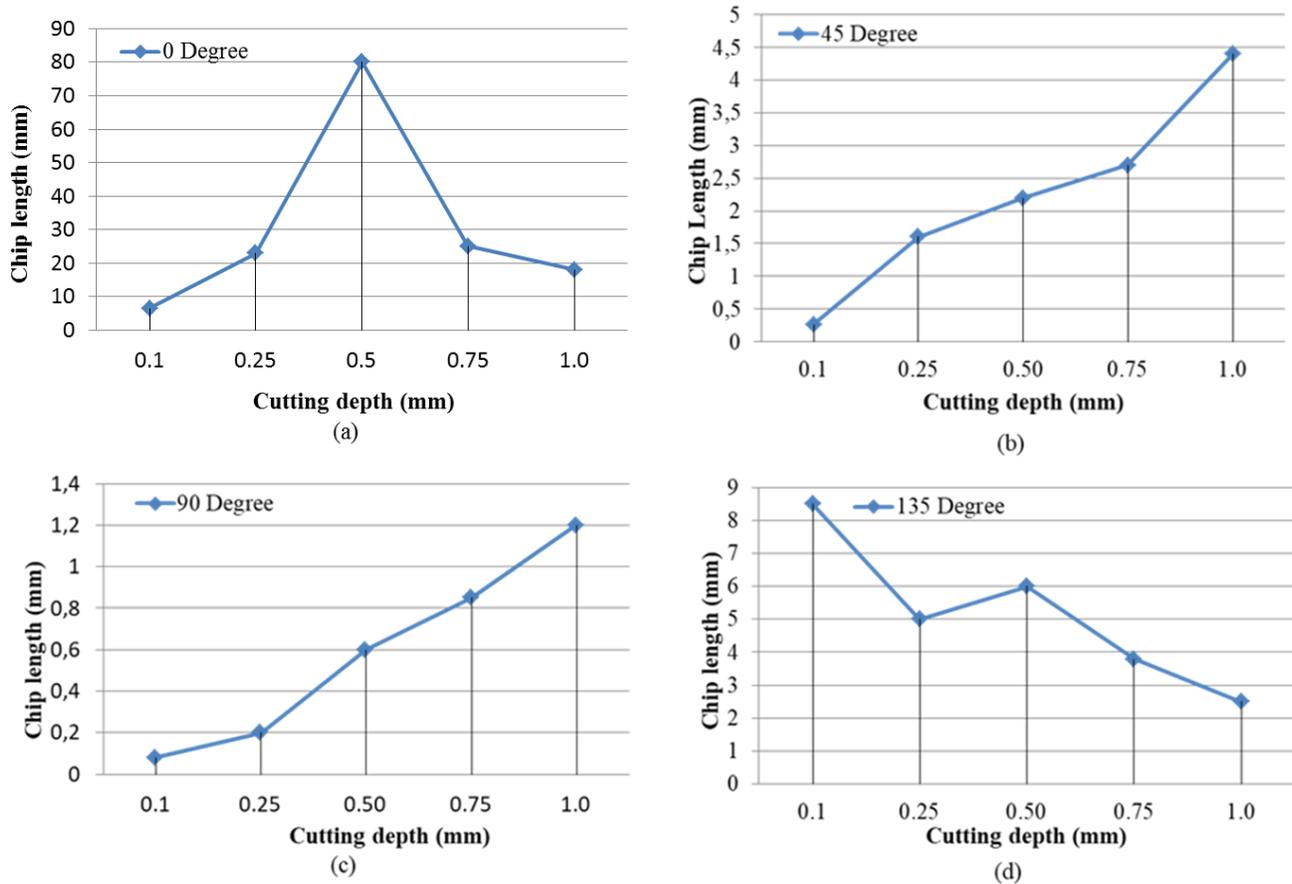 0 Degree
Chip length (mm)
90
80
70
60
50
40
30
20
10
0
0.1 0.25 0.5 0.75 1.0
Cutting depth (mm)
(a)
45 Degree
Chip Length (mm)
5
4,5
4
3,5
3
2,5
2
1,5
1
0,5
0
0.1 0.25 0.50 0.75 1.0
Cutting depth (mm)
(b)
90 Degree
Chip length (mm)
1,4
1,2
1
0,8
0,6
0,4
0,2
0
0.1 0.25 0.50 0.75 1.0
Cutting depth (mm)
(c)
135 Degree
Chip length (mm)
9
8
7
6
5
4
3
2
1
0
0.1 0.25 0.50 0.75 1.0
Cutting depth (mm)
(d)